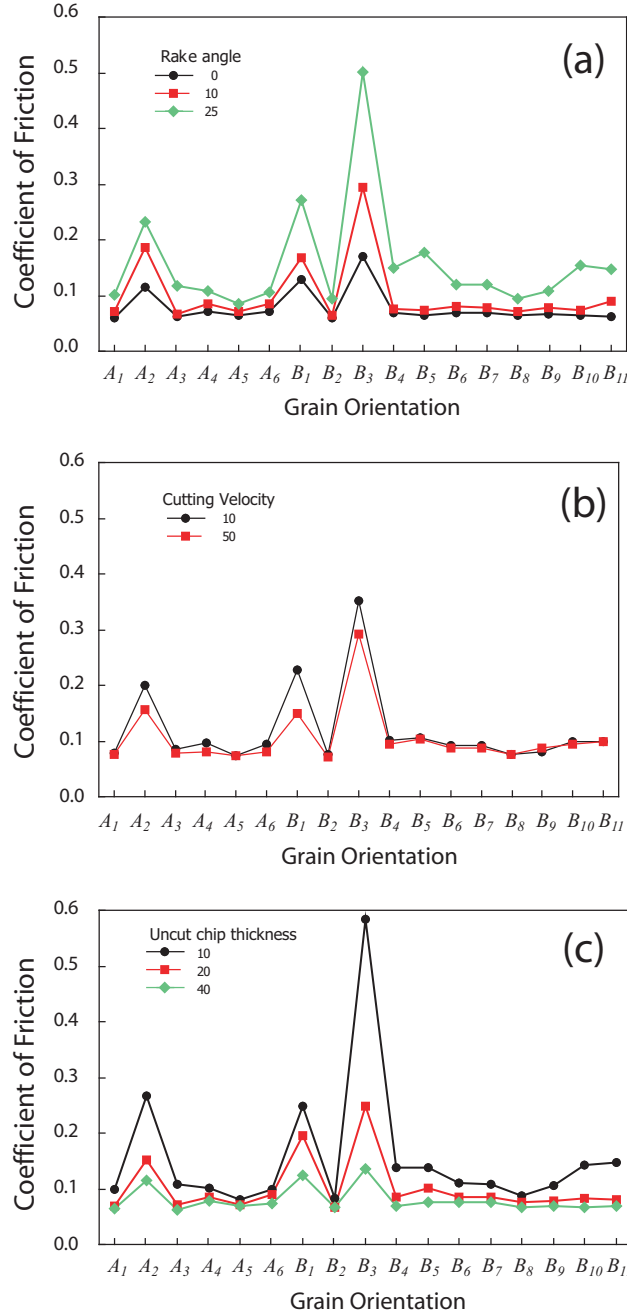 0.6
(a)
Rake angle
0
10
25
0.5
0.4
0.3
0.2
0.1
0.0
Coefficient of Friction
A1 A2 A3 A4 A5 A6 B1 B2 B3 B4 B5 B6 B7 B8 B9 B10 B11
Grain Orientation
0.6
(b)
Cutting Velocity
10
50
0.5
0.4
0.3
0.2
0.1
0.0
Coefficient of Friction
A1 A2 A3 A4 A5 A6 B1 B2 B3 B4 B5 B6 B7 B8 B9 B10 B11
Grain Orientation
0.6
(c)
Uncut chip thickness
10
20
40
0.5
0.4
0.3
0.2
0.1
0.0
Coefficient of Friction
A1 A2 A3 A4 A5 A6 B1 B2 B3 B4 B5 B6 B7 B8 B9 B10 B1
Grain Orientation